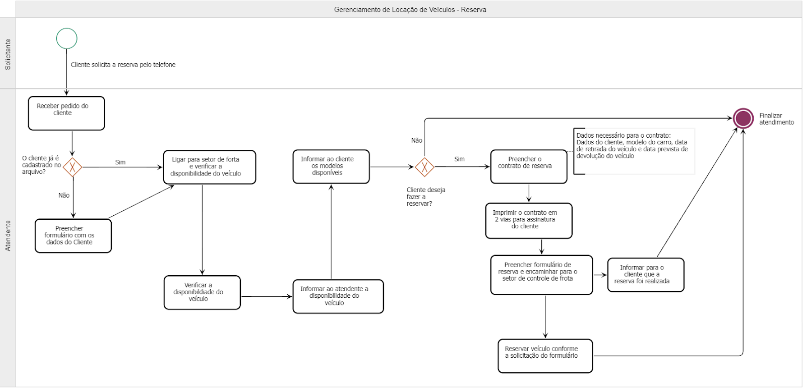 Gerenciamento de Locação de Veículos - Reserva
Solicitante
Cliente solicita a reserva pelo telefone
Atendente
Receber pedido do
cliente
O cliente já é
cadastrado no
arquivo?
Sim
Não
Preencher
formulário com os
dados do Cliente
Ligar para setor de forta
e verificar a
disponibilidade do veículo
Verificar a
disponibildade do
veículo
Informar ao atendente a
disponibilidade do
veículo
Informar ao cliente
os modelos
disponíveis
Cliente deseja
fazer a
reservar?
Não
Sim
Preencher o
contrato de reserva
Dados necessário para o contrato:
Dados do cliente, modelo do carro, data
de retirada do veículo e data prevista de
devolução do veículo
Imprimir o contrato em
2 vias para assinatura
do cliente
Preencher formulário de
reserva e encaminhar para o
setor de controle de frota
Informar para o
cliente que a
reserva foi realizada
Reservar veículo conforme
a solicitação do formulário
Finalizar
atendimento